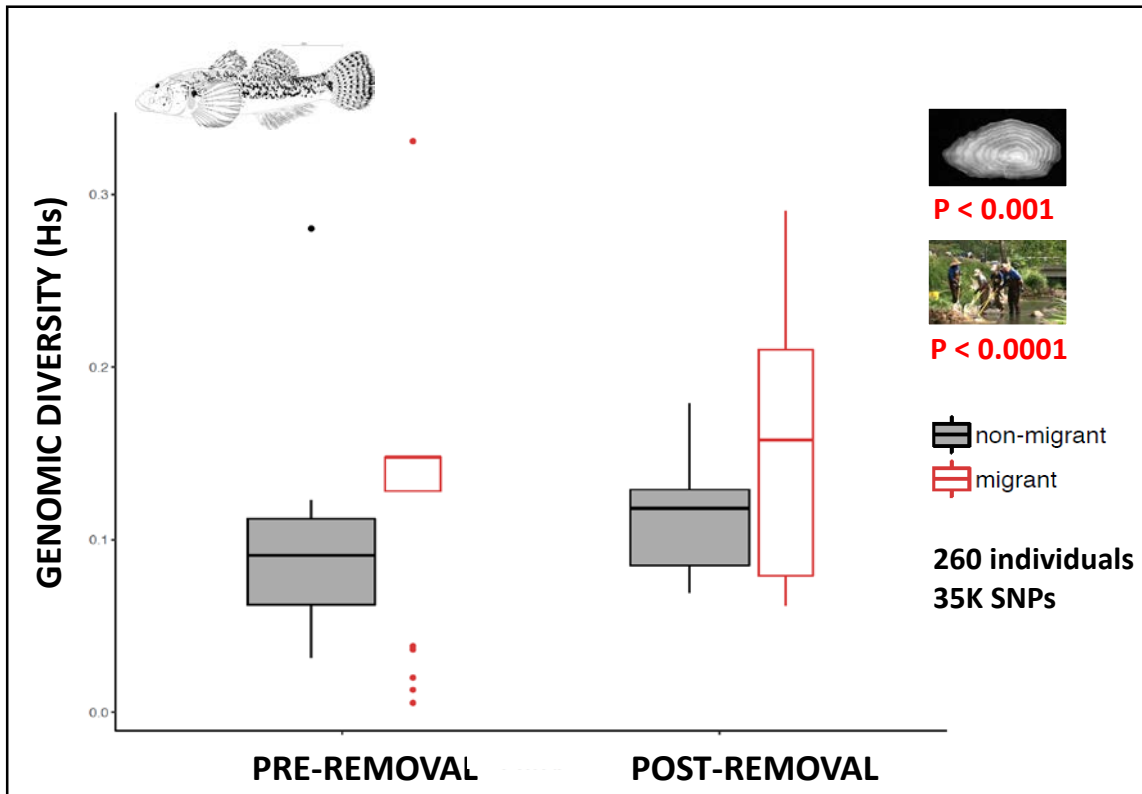 GENOMIC DIVERSITY (Hs)
0.3
0.2
0.1
0.0
PRE-REMOVAL
POST-REMOVAL
P < 0.001
P < 0.0001
non-migrant
migrant
260 individuals
35K SNPs